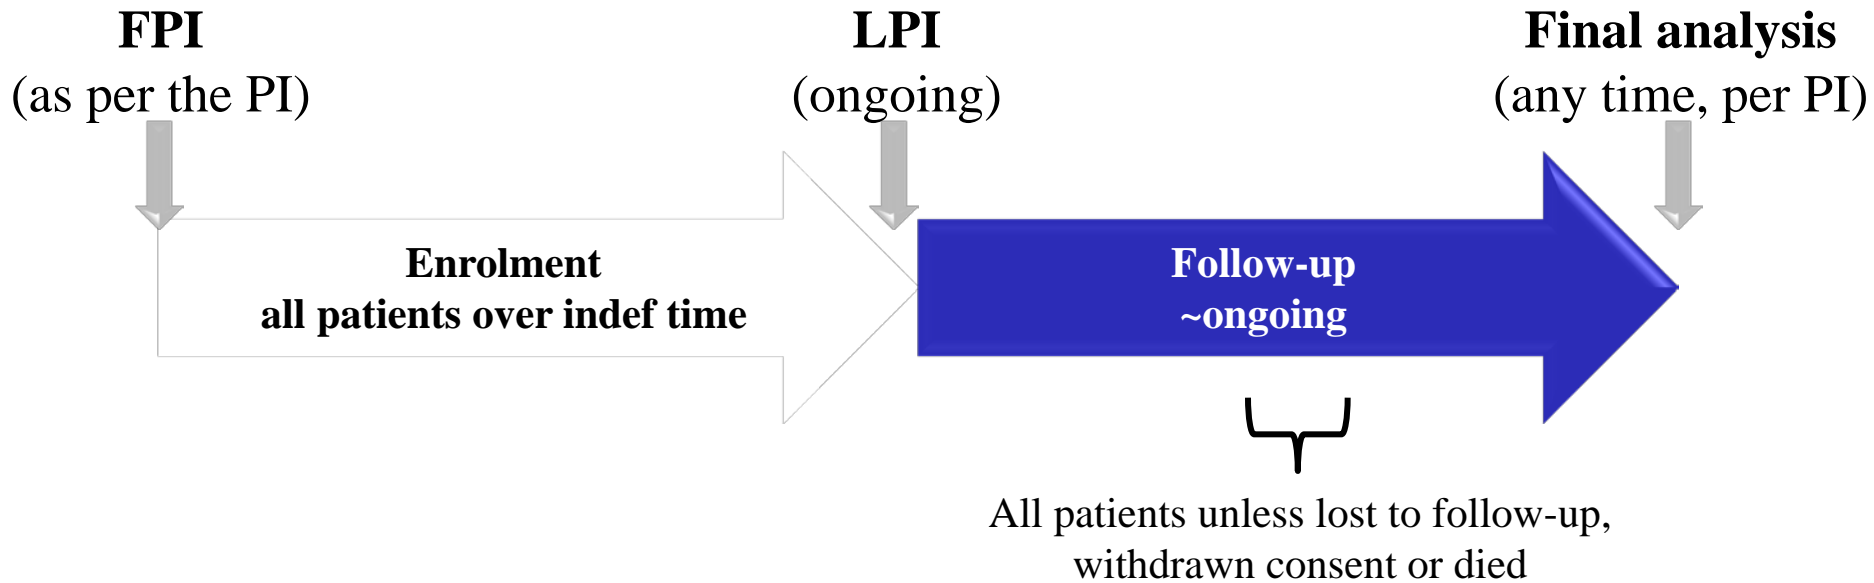 FPI
(as per the PI)
LPI
(ongoing)
Final analysis
(any time, per PI)
Enrolment
all patients over indef time
Follow-up
~ongoing
All patients unless lost to follow-up,
withdrawn consent or died